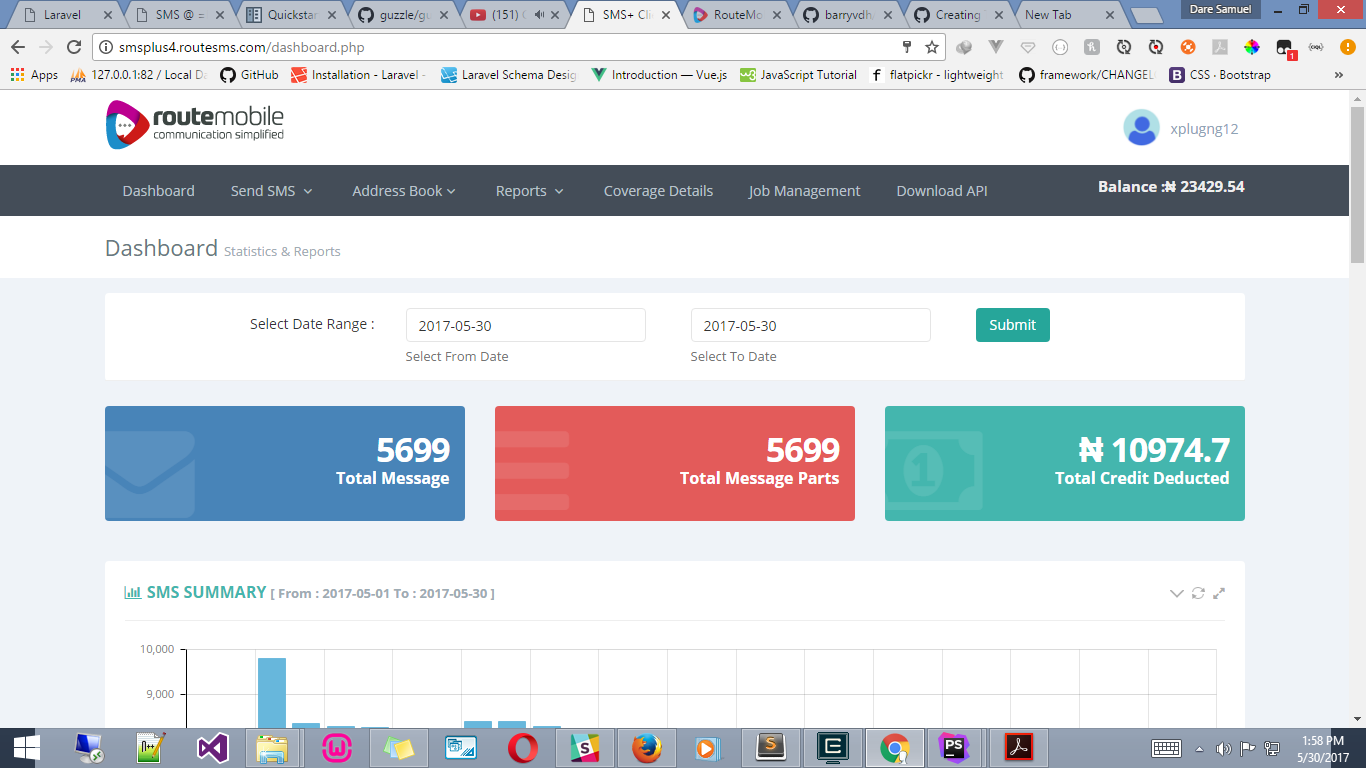 Laravel
SMS @ =
Quickstar
guzzle/gu
(151)
SMS+ Cli
RouteMo
barryvdh/
Creating
New Tab
Dare Samuel
smsplus4.routesms.com/dashboard.php
1
Apps
PMA
127.0.0.1:82 / Local Da
GitHub
Installation - Laravel -
Laravel Schema Desig
Introduction — Vue.js
JavaScript Tutorial
f flatpickr - lightweight
framework/CHANGEL
B CSS · Bootstrap
»
routemobile
communication simplified
xplugng12
Dashboard
Send SMS
Address Book
Reports
Coverage Details
Job Management
Download API
Balance :₦ 23429.54
Dashboard Statistics & Reports
Select Date Range :
2017-05-30
2017-05-30
Submit
Select From Date
Select To Date
5699
Total Message
5699
Total Message Parts
₦ 10974.7
Total Credit Deducted
SMS SUMMARY [ From : 2017-05-01 To : 2017-05-30 ]
10,000
9,000
PS
1:58 PM
5/30/2017